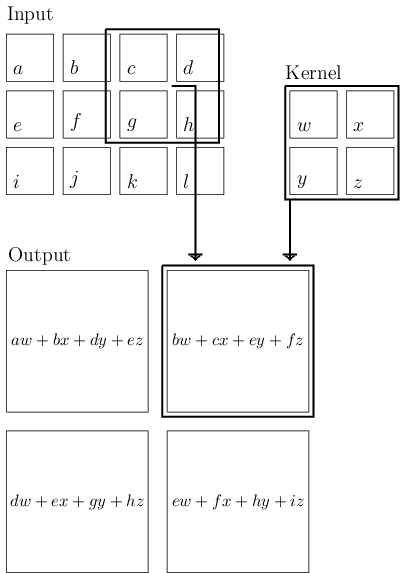 Input
a b c d
e f g h
i j k l
Kernel
w x
y z
Output
aw + bx + dy + ez bw + cx + ey + fz
dw + ex + gy + hz ew + fx + hy + iz